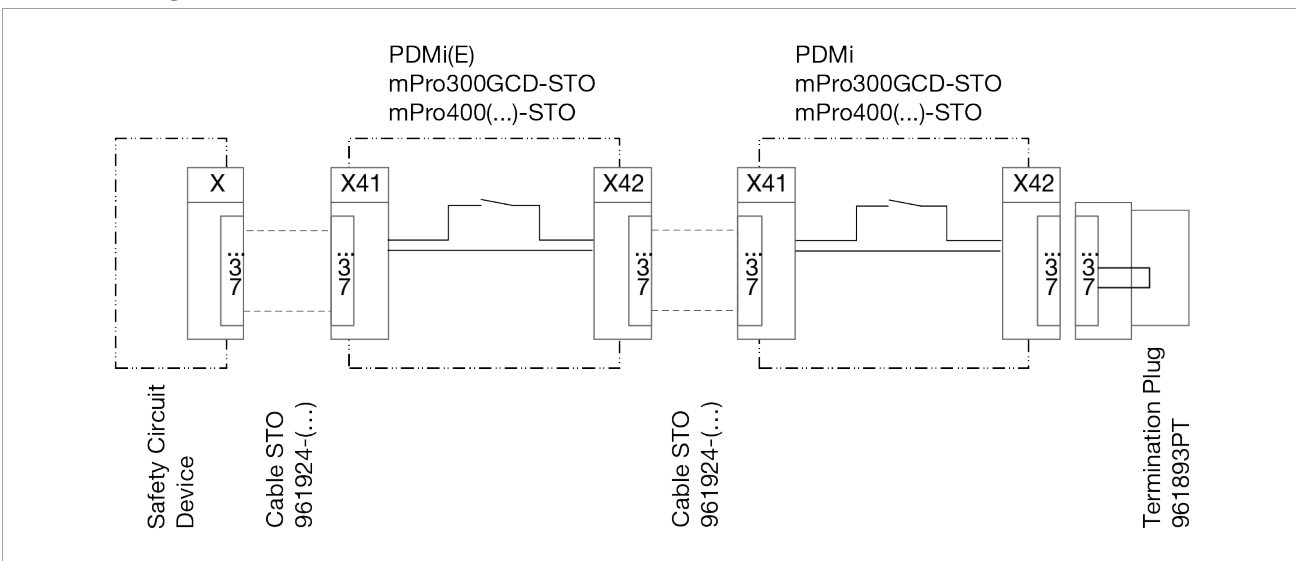 PDMi(E)
mPro300GCD-STO
mPro400(...)-STO
PDMi
mPro300GCD-STO
mPro400(...)-STO
X
X41
X42
X41
X42
...
3
7
...
3
7
...
3
7
...
3
7
...
3
7
...
3
7
Safety Circuit
Device
Cable STO
961924-(...)
Cable STO
961924-(...)
Termination Plug
961893PT